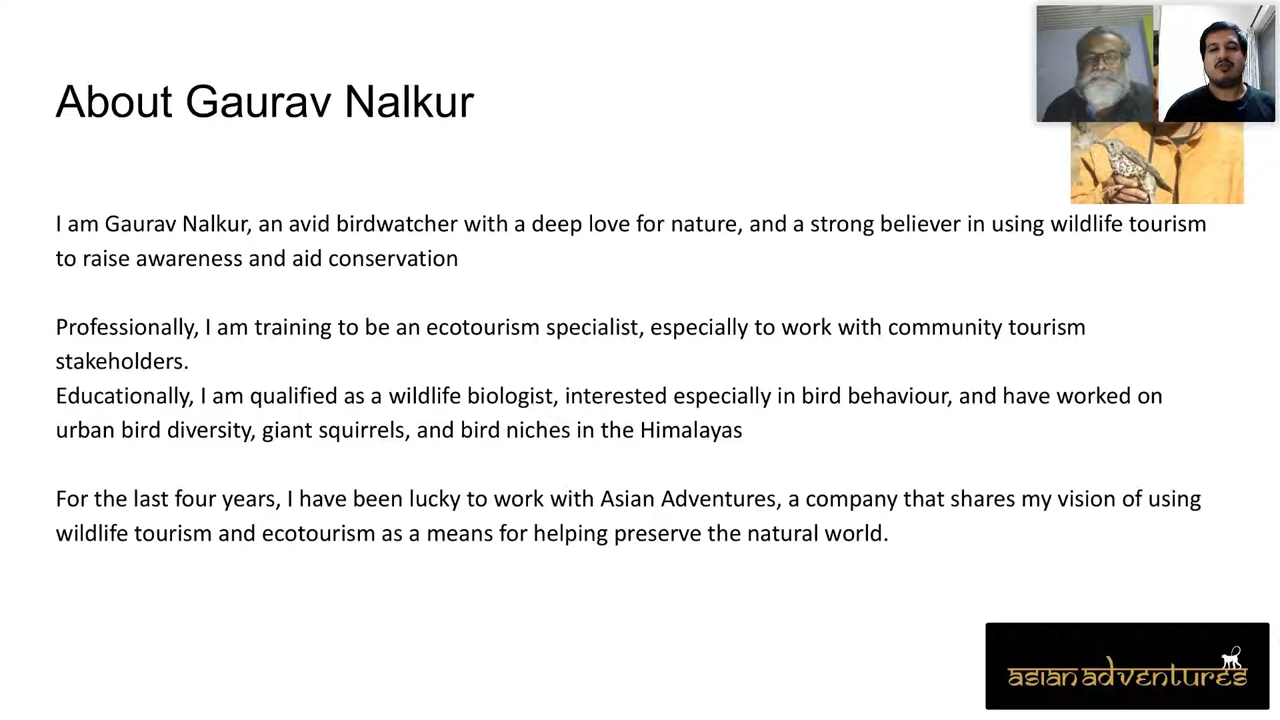 About Gaurav Nalkur
I am Gaurav Nalkur, an avid birdwatcher with a deep love for nature, and a strong believer in using wildlife tourism
to raise awareness and aid conservation
Professionally, I am training to be an ecotourism specialist, especially to work with community tourism
stakeholders.
Educationally, I am qualified as a wildlife biologist, interested especially in bird behaviour, and have worked on
urban bird diversity, giant squirrels, and bird niches in the Himalayas
For the last four years, I have been lucky to work with Asian Adventures, a company that shares my vision of using
wildlife tourism and ecotourism as a means for helping preserve the natural world.
asian adventures